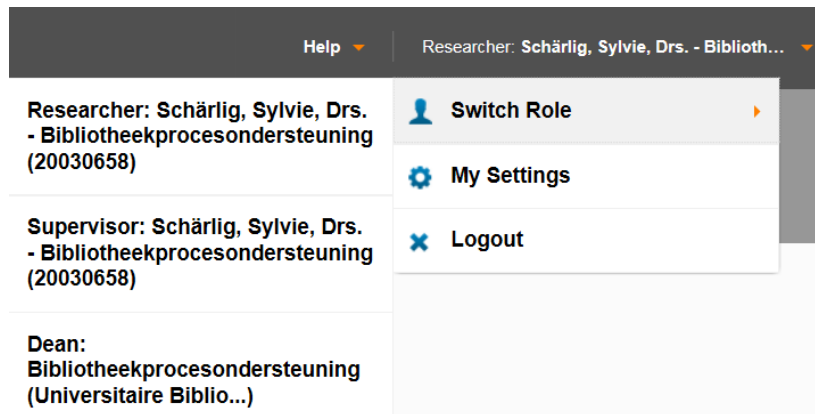 Help
Researcher: Schärlig, Sylvie, Drs. - Biblioth...
Researcher: Schärlig, Sylvie, Drs.
- Bibliotheekprocesondersteuning
(20030658)
Supervisor: Schärlig, Sylvie, Drs.
- Bibliotheekprocesondersteuning
(20030658)
Dean:
Bibliotheekprocesondersteuning
(Universitaire Biblio...)
Switch Role
My Settings
Logout